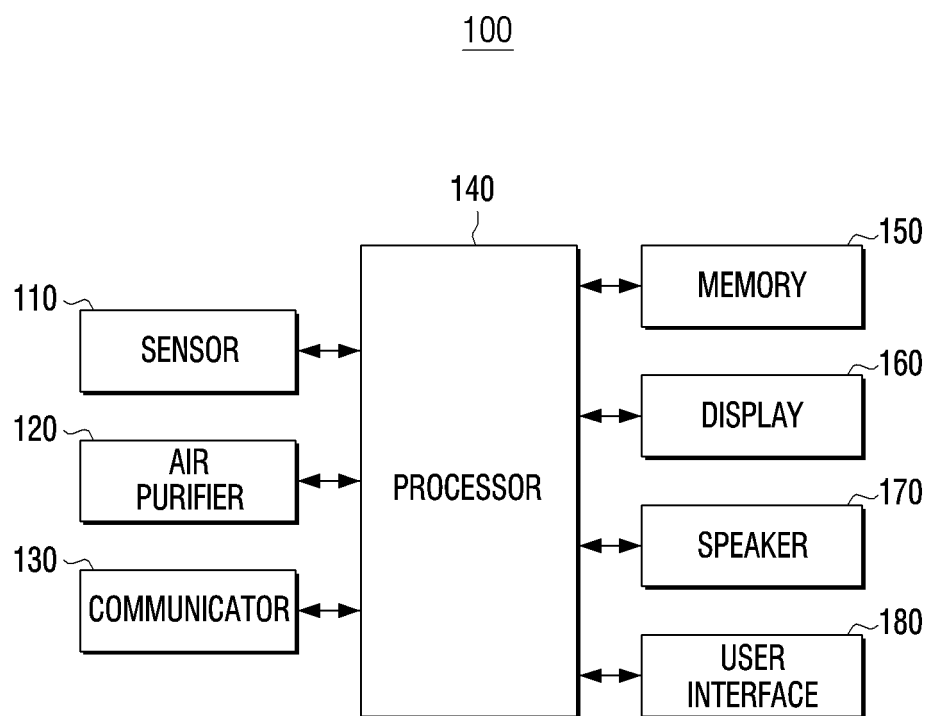 100
140
150
MEMORY
110
SENSOR
160
DISPLAY
120
AIR
PURIFIER
PROCESSOR
170
SPEAKER
130
COMMUNICATOR
180
USER
INTERFACE